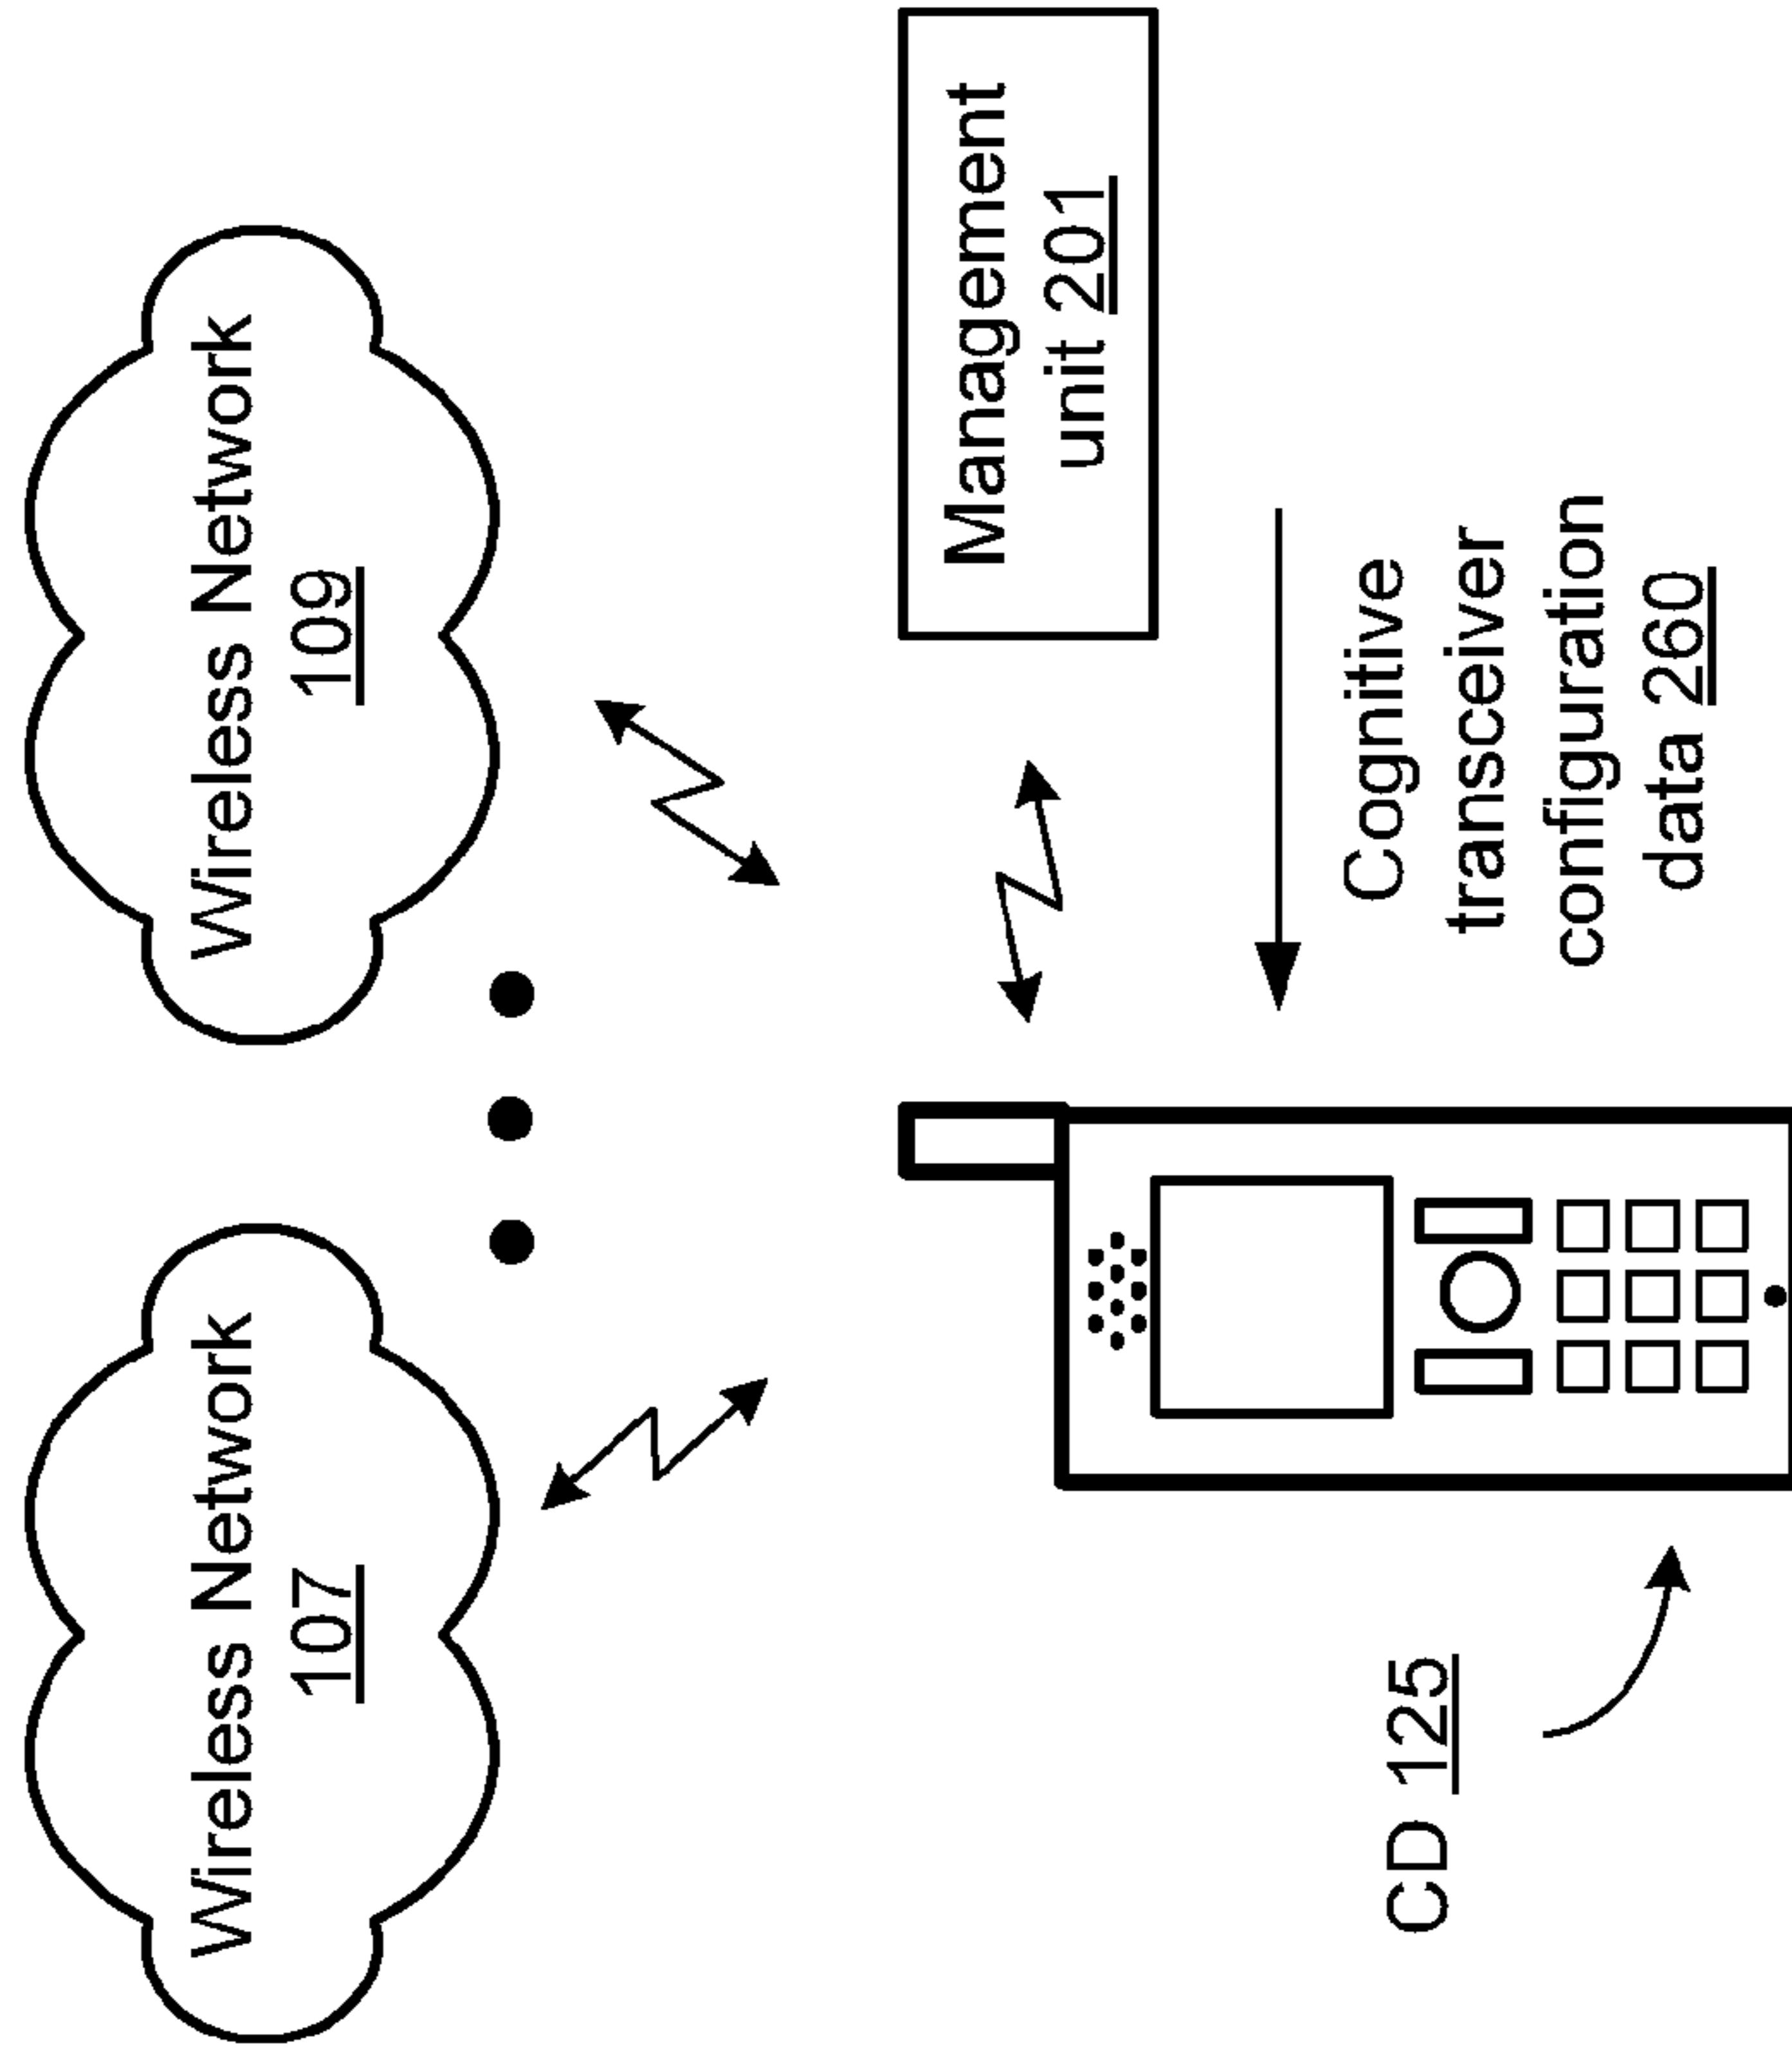 Wireless Network
107
Wireless Network
109
Management
unit 201
CD 125
Cognitive
transceiver
configuration
data 260